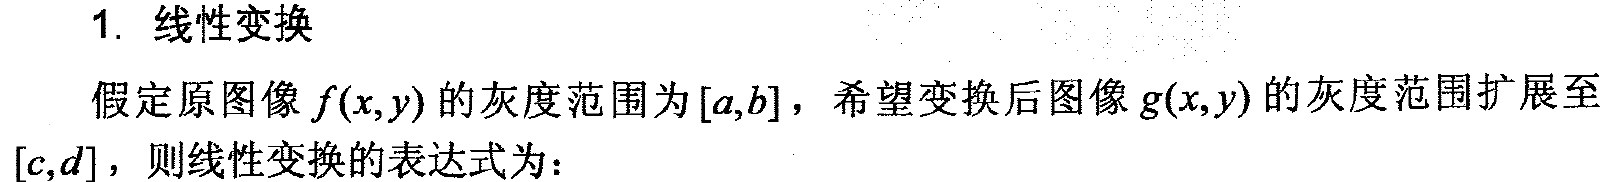 1. 线性变换
假定原图像 f(x,y) 的灰度范围为[a,b]，希望变换后图像 g(x,y) 的灰度范围扩展至
[c,d]，则线性变换的表达式为：